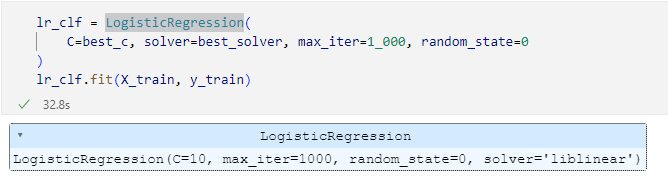 lr_clf = LogisticRegression(
    C=best_c, solver=best_solver, max_iter=1_000, random_state=0
)
lr_clf.fit(X_train, y_train)
✓ 32.8s
▾ LogisticRegression
LogisticRegression(C=10, max_iter=1000, random_state=0, solver='liblinear')